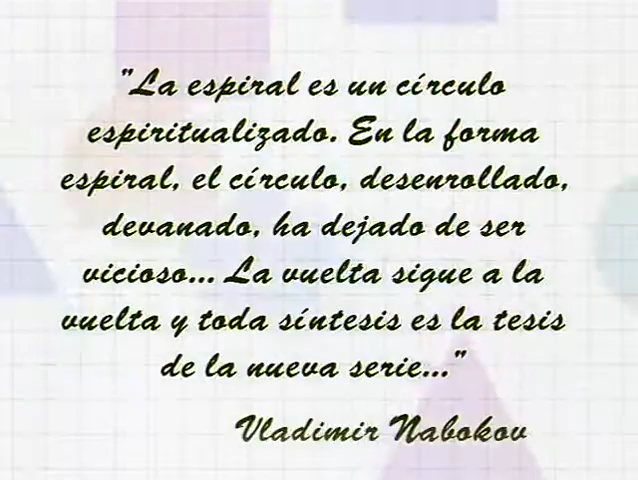 "La espiral es un círculo
espiritualizado. En la forma
espiral, el círculo, desenrollado,
devanado, ha dejado de ser
vicioso... La vuelta sigue a la
vuelta y toda síntesis es la tesis
de la nueva serie..."
Vladimir Nabokov